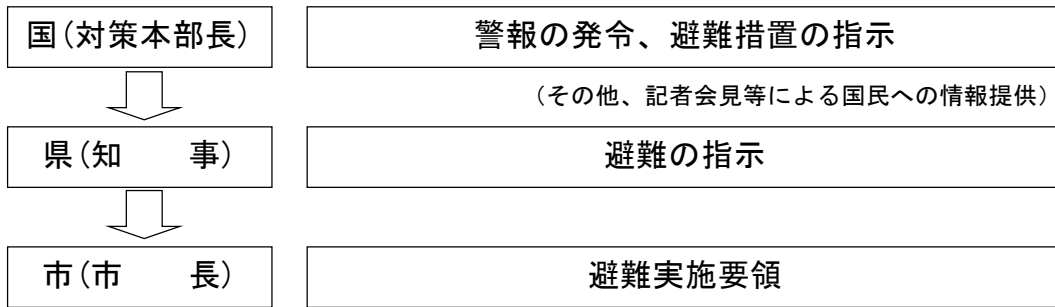 国(対策本部長) 警報の発令、避難措置の指示
(その他、記者会見等による国民への情報提供)
県(知　　事) 避難の指示
市(市　　長) 避難実施要領